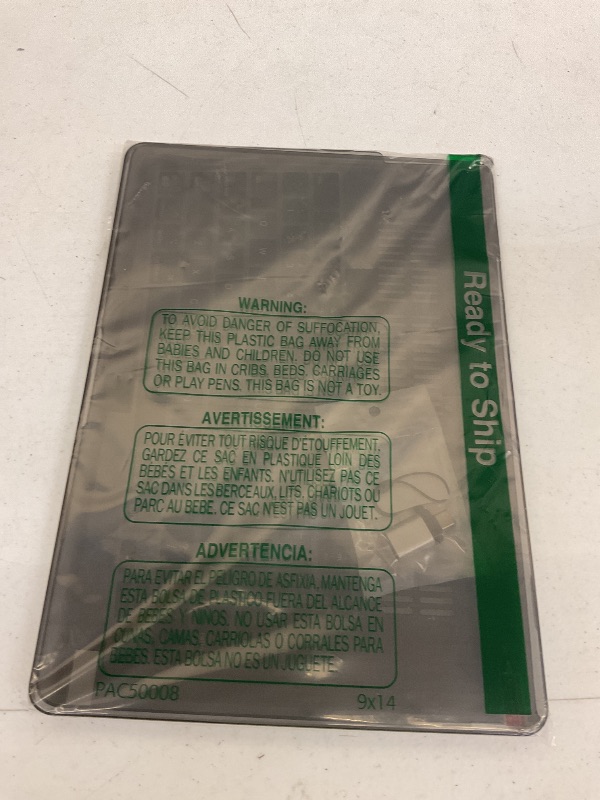 WARNING:
TO AVOID DANGER OF SUFFOCATION,
KEEP THIS PLASTIC BAG AWAY FROM
BABIES AND CHILDREN. DO NOT USE
THIS BAG IN CRIBS, BEDS, CARRIAGES
OR PLAY PENS. THIS BAG IS NOT A TOY.
AVERTISSEMENT:
POUR ÉVITER TOUT RISQUE D'ÉTOUFFEMENT,
GARDEZ CE SAC EN PLASTIQUE LOIN DES
BÉBÉS ET LES ENFANTS. N'UTILISEZ PAS CE
SAC DANS LES BERCEAUX, LITS, CHARIOTS OU
PARC AU BÉBÉ. CE SAC N'EST PAS UN JOUET.
ADVERTENCIA:
PARA EVITAR EL PELIGRO DE ASFIXIA, MANTENGA
ESTA BOLSA DE PLASTICO FUERA DEL ALCANCE
DE BEBES Y NIÑOS. NO USAR ESTA BOLSA EN
CUNAS, CAMAS, CARRIOLAS O CORRALES PARA
BEBES. ESTA BOLSA NO ES UN JUGUETE.
PAC50008
9x14
Ready to Ship